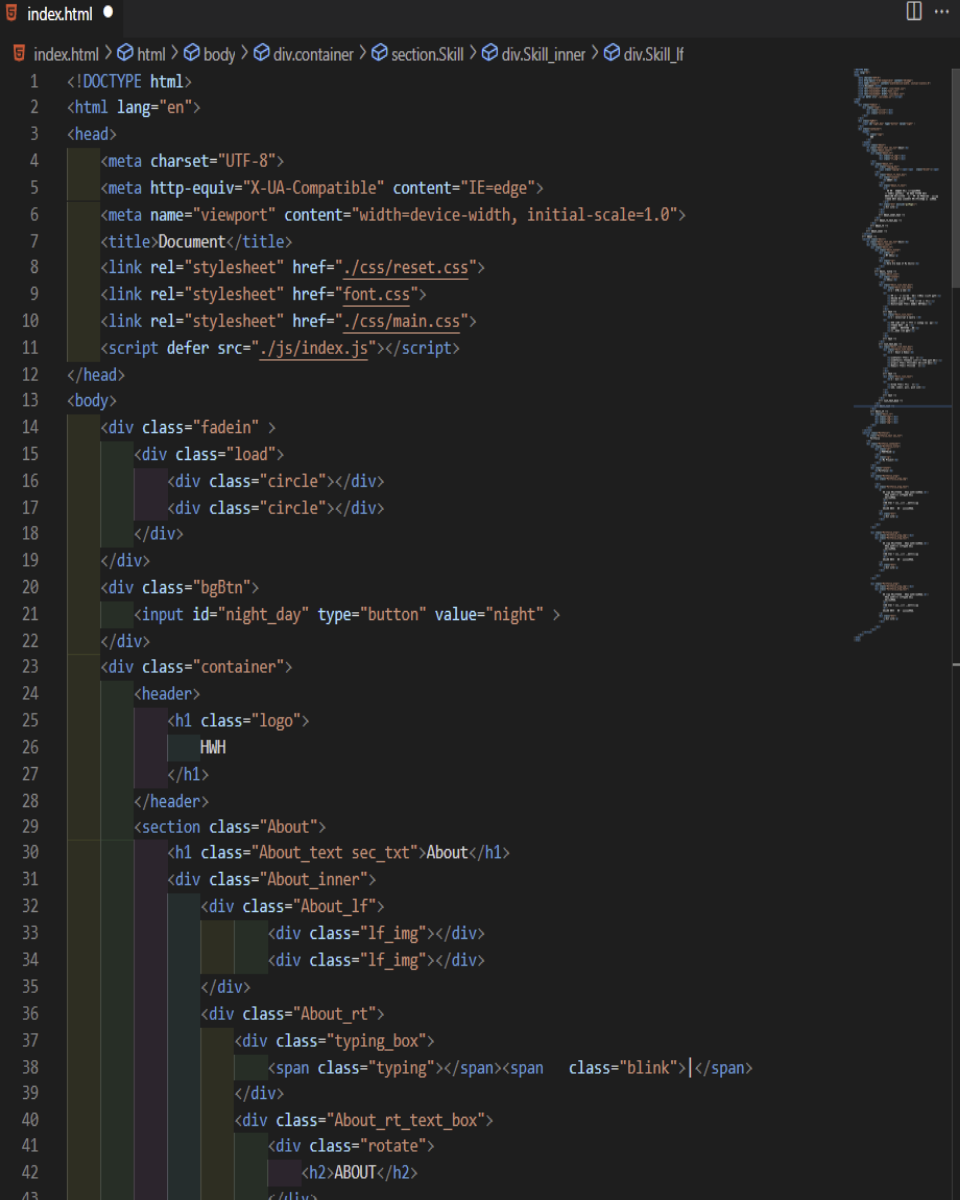 index.html
index.html > html > body > div.container > section.Skill > div.Skill_inner > div.Skill_lf
1 <!DOCTYPE html>
2 <html lang="en">
3 <head>
4 <meta charset="UTF-8">
5 <meta http-equiv="X-UA-Compatible" content="IE=edge">
6 <meta name="viewport" content="width=device-width, initial-scale=1.0">
7 <title>Document</title>
8 <link rel="stylesheet" href="./css/reset.css">
9 <link rel="stylesheet" href="font.css">
10 <link rel="stylesheet" href="./css/main.css">
11 <script defer src="./js/index.js"></script>
12 </head>
13 <body>
14 <div class="fadein" >
15 <div class="load">
16 <div class="circle"></div>
17 <div class="circle"></div>
18 </div>
19 </div>
20 <div class="bgBtn">
21 <input id="night_day" type="button" value="night" >
22 </div>
23 <div class="container">
24 <header>
25 <h1 class="logo">
26 HWH
27 </h1>
28 </header>
29 <section class="About">
30 <h1 class="About_text sec_txt">About</h1>
31 <div class="About_inner">
32 <div class="About_lf">
33 <div class="lf_img"></div>
34 <div class="lf_img"></div>
35 </div>
36 <div class="About_rt">
37 <div class="typing_box">
38 <span class="typing"></span><span   class="blink">|</span>
39 </div>
40 <div class="About_rt_text_box">
41 <div class="rotate">
42 <h2>ABOUT</h2>
43 </div>